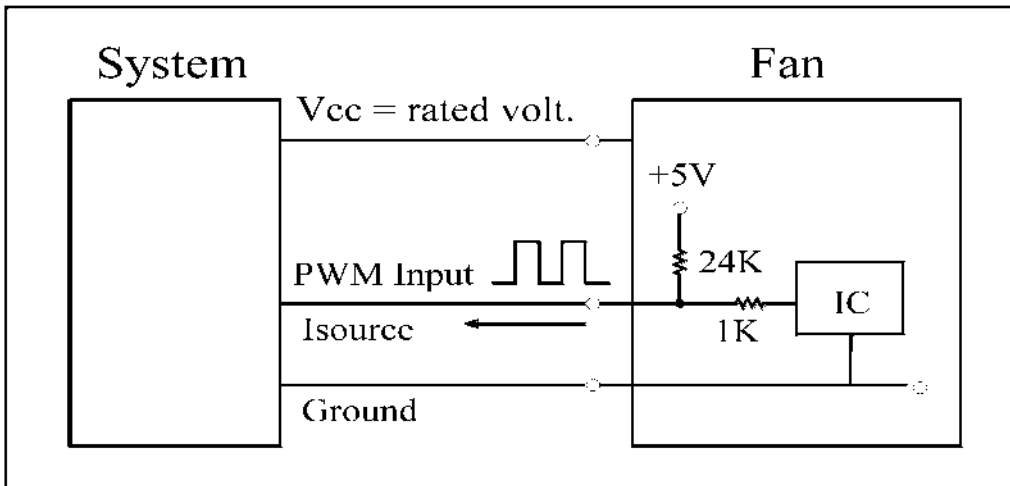 System
Fan
Vcc = rated volt.
+5V
24K
PWM Input
IC
1K
Isource
Ground